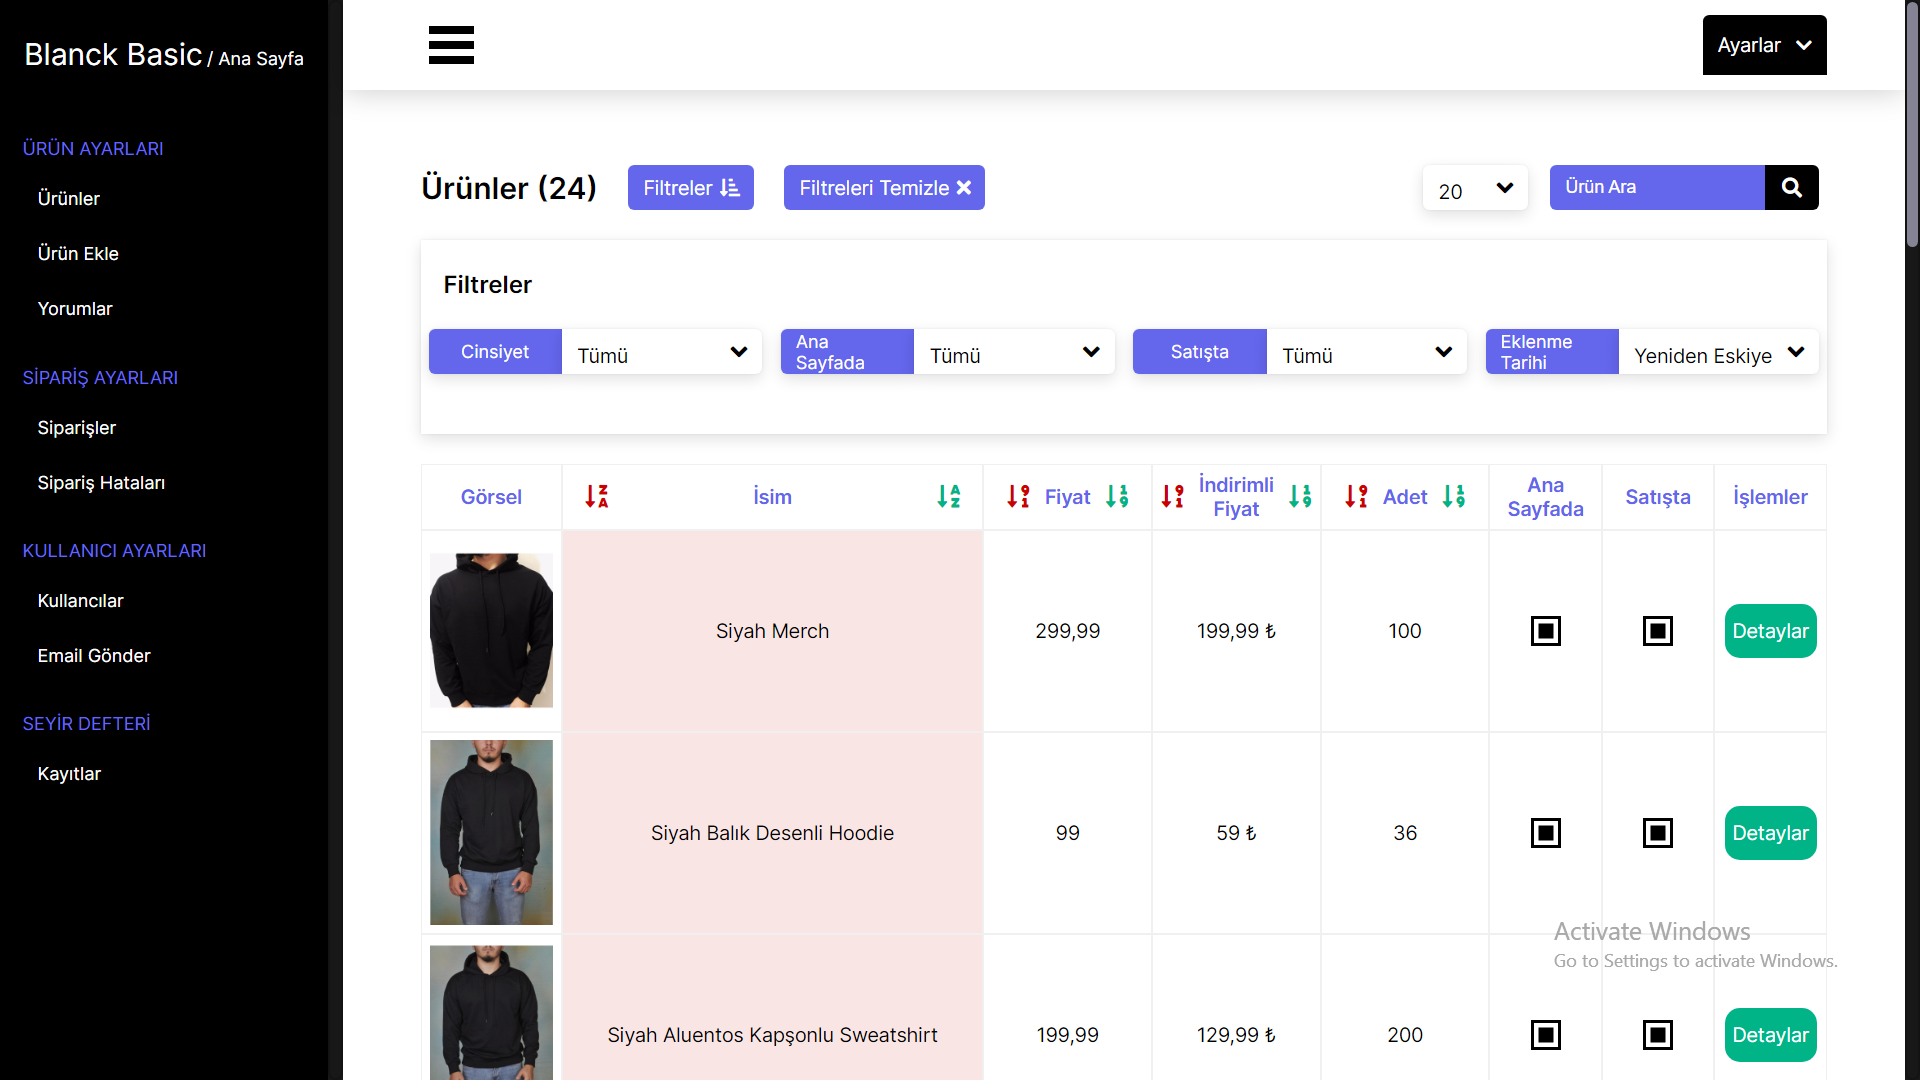 Blanck Basic / Ana Sayfa
ÜRÜN AYARLARI
Ürünler
Ürün Ekle
Yorumlar
SİPARİŞ AYARLARI
Siparişler
Sipariş Hataları
KULLANICI AYARLARI
Kullancılar
Email Gönder
SEYİR DEFTERİ
Kayıtlar
Ayarlar
Ürünler (24)
Filtreler
Filtreleri Temizle
20
Ürün Ara
Filtreler
Cinsiyet
Tümü
Ana
Sayfada
Tümü
Satışta
Tümü
Eklenme
Tarihi
Yeniden Eskiye
Görsel
İsim
Fiyat
İndirimli
Fiyat
Adet
Ana
Sayfada
Satışta
İşlemler
Siyah Merch
299,99
199,99 ₺
100
Detaylar
Siyah Balık Desenli Hoodie
99
59 ₺
36
Detaylar
Siyah Aluentos Kapşonlu Sweatshirt
199,99
129,99 ₺
200
Detaylar
Activate Windows
Go to Settings to activate Windows.